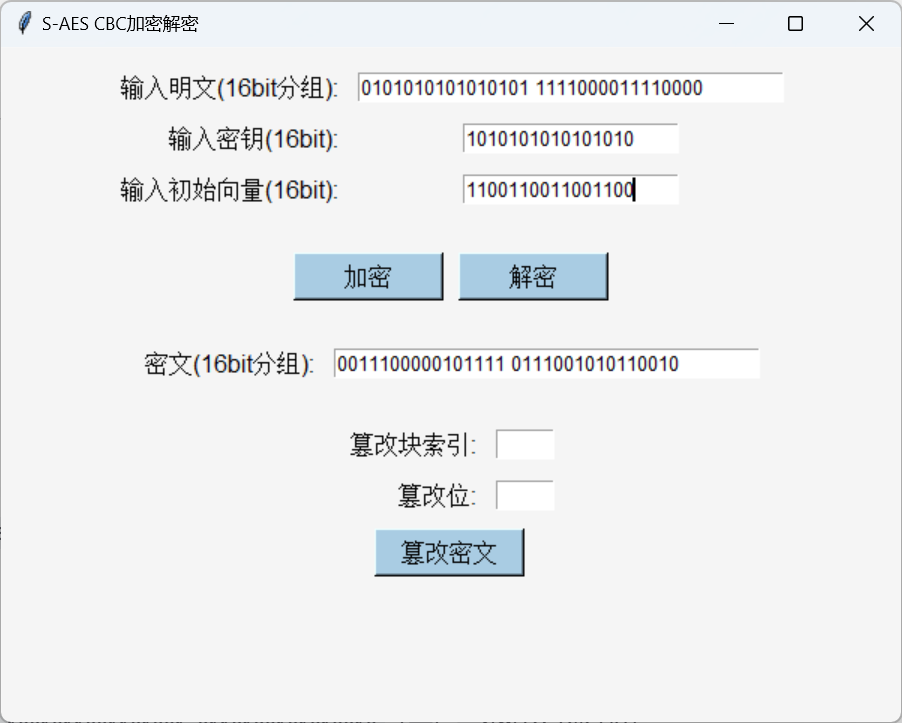 S-AES CBC加密解密
输入明文(16bit分组): 0101010101010101 1111000011110000
输入密钥(16bit): 1010101010101010
输入初始向量(16bit): 1100110011001100
加密 解密
密文(16bit分组): 0011100000101111 0111001010110010
篡改块索引:
篡改位:
篡改密文